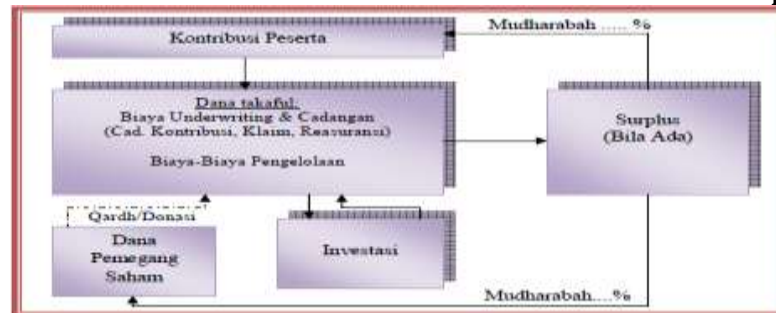 Mudharabah ..... %
Kontribusi Peserta
Dana takaful:
Biaya Underwriting & Cadangan
(Cad. Kontribusi, Klaim, Reasuransi)
Biaya-Biaya Pengelolaan
Surplus
(Bila Ada)
Qardh/Donasi
Dana
Pemegang
Saham
Investasi
Mudharabah....%